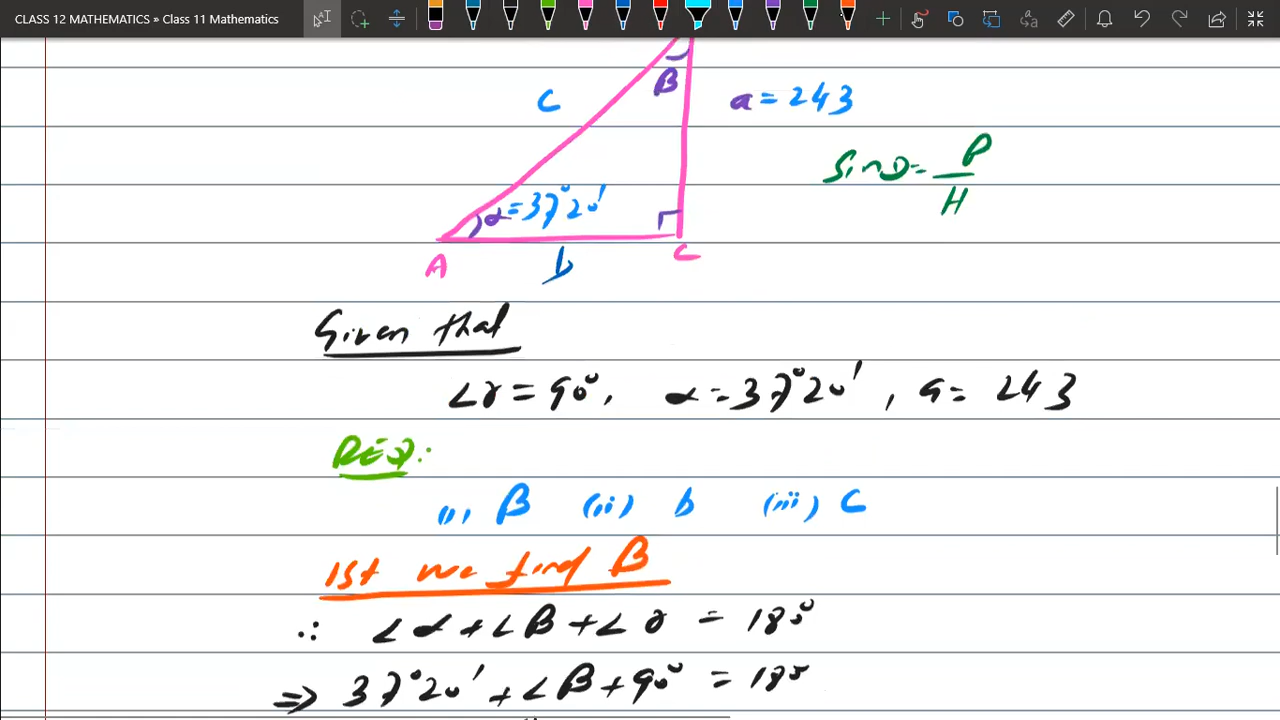 CLASS 12 MATHEMATICS » Class 11 Mathematics
β
c
a = 243
sinθ = P/H
α=37°20'
A
b
C
Given that
∠γ = 90°, α = 37°20', a = 243
REQ:
(i) β (ii) b (iii) c
1st we find β
∴ ∠α + ∠β + ∠γ = 180°
⇒ 37°20' + ∠β + 90° = 180